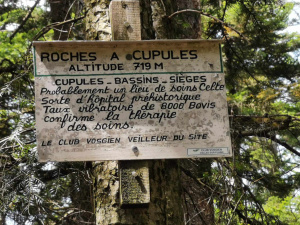 ROCHES A CUPULES
ALTITUDE 719 M
CUPULES - BASSINS - SIÈGES
Probablement un lieu de soins Celte
Sorte d'hôpital préhistorique
Taux vibratoire de 8000 Bovis
confirme la thérapie
des soins.
LE CLUB VOSGIEN VEILLEUR DU SITE